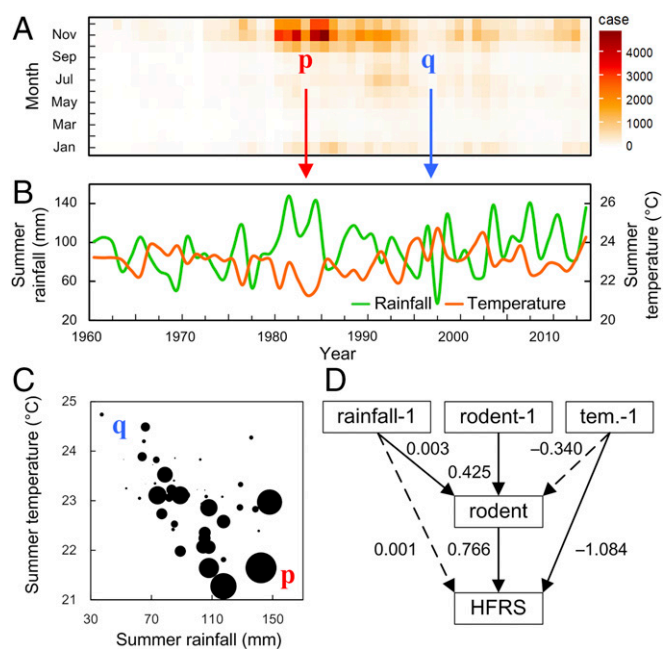 A
case
Nov
Sep
Jul
May
Mar
Jan
Month
4000
3000
2000
1000
0
p
q
B
140
100
60
20
Summer
rainfall (mm)
26
24
22
20
Summer
temperature (°C)
Rainfall
Temperature
1960 1970 1980 1990 2000 2010
Year
C
25
24
23
22
21
Summer temperature (°C)
q
p
30 70 110 150
Summer rainfall (mm)
D
rainfall-1 rodent-1 tem.-1
0.003 −0.340
0.425
rodent
0.001 0.766 −1.084
HFRS